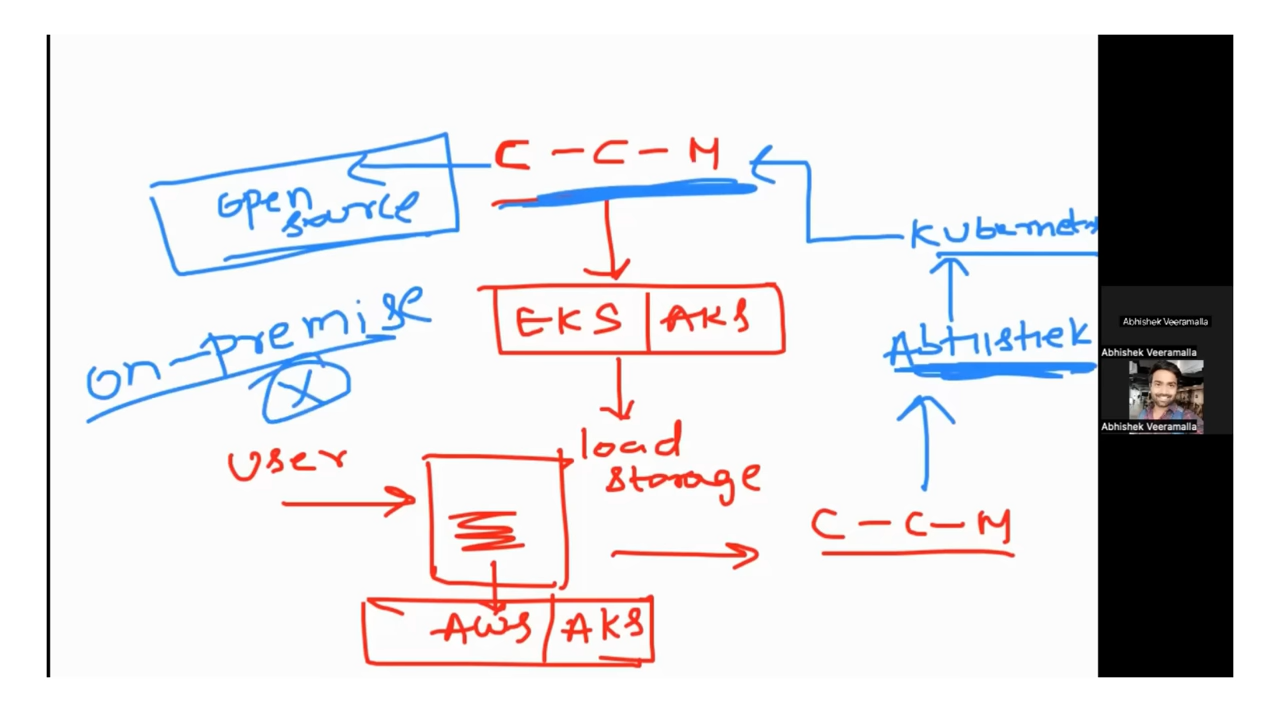 C-C-M
open
source
Kubernetes
EKS | AKS
on-premise
X
Abhishek
load
storage
user
C-C-M
AWS | AKS
Abhishek Veeramalla
Abhishek Veeramalla
Abhishek Veeramalla